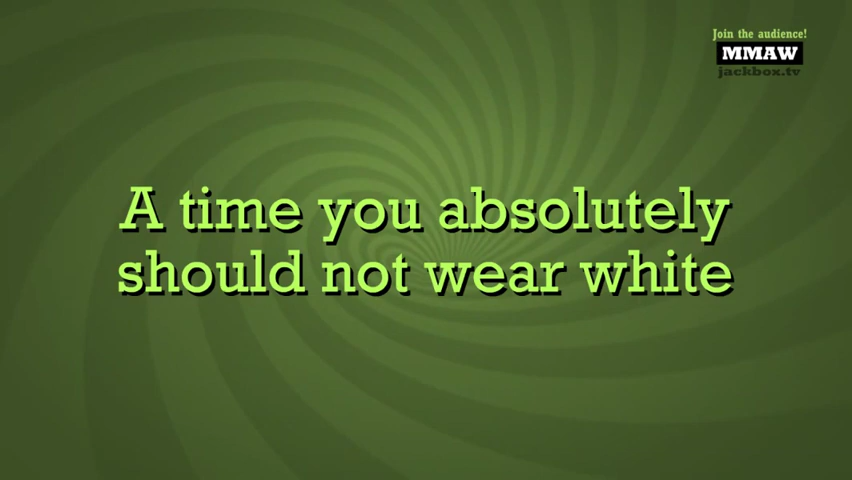 Join the audience!
MMAW
jackbox.tv
A time you absolutely
should not wear white